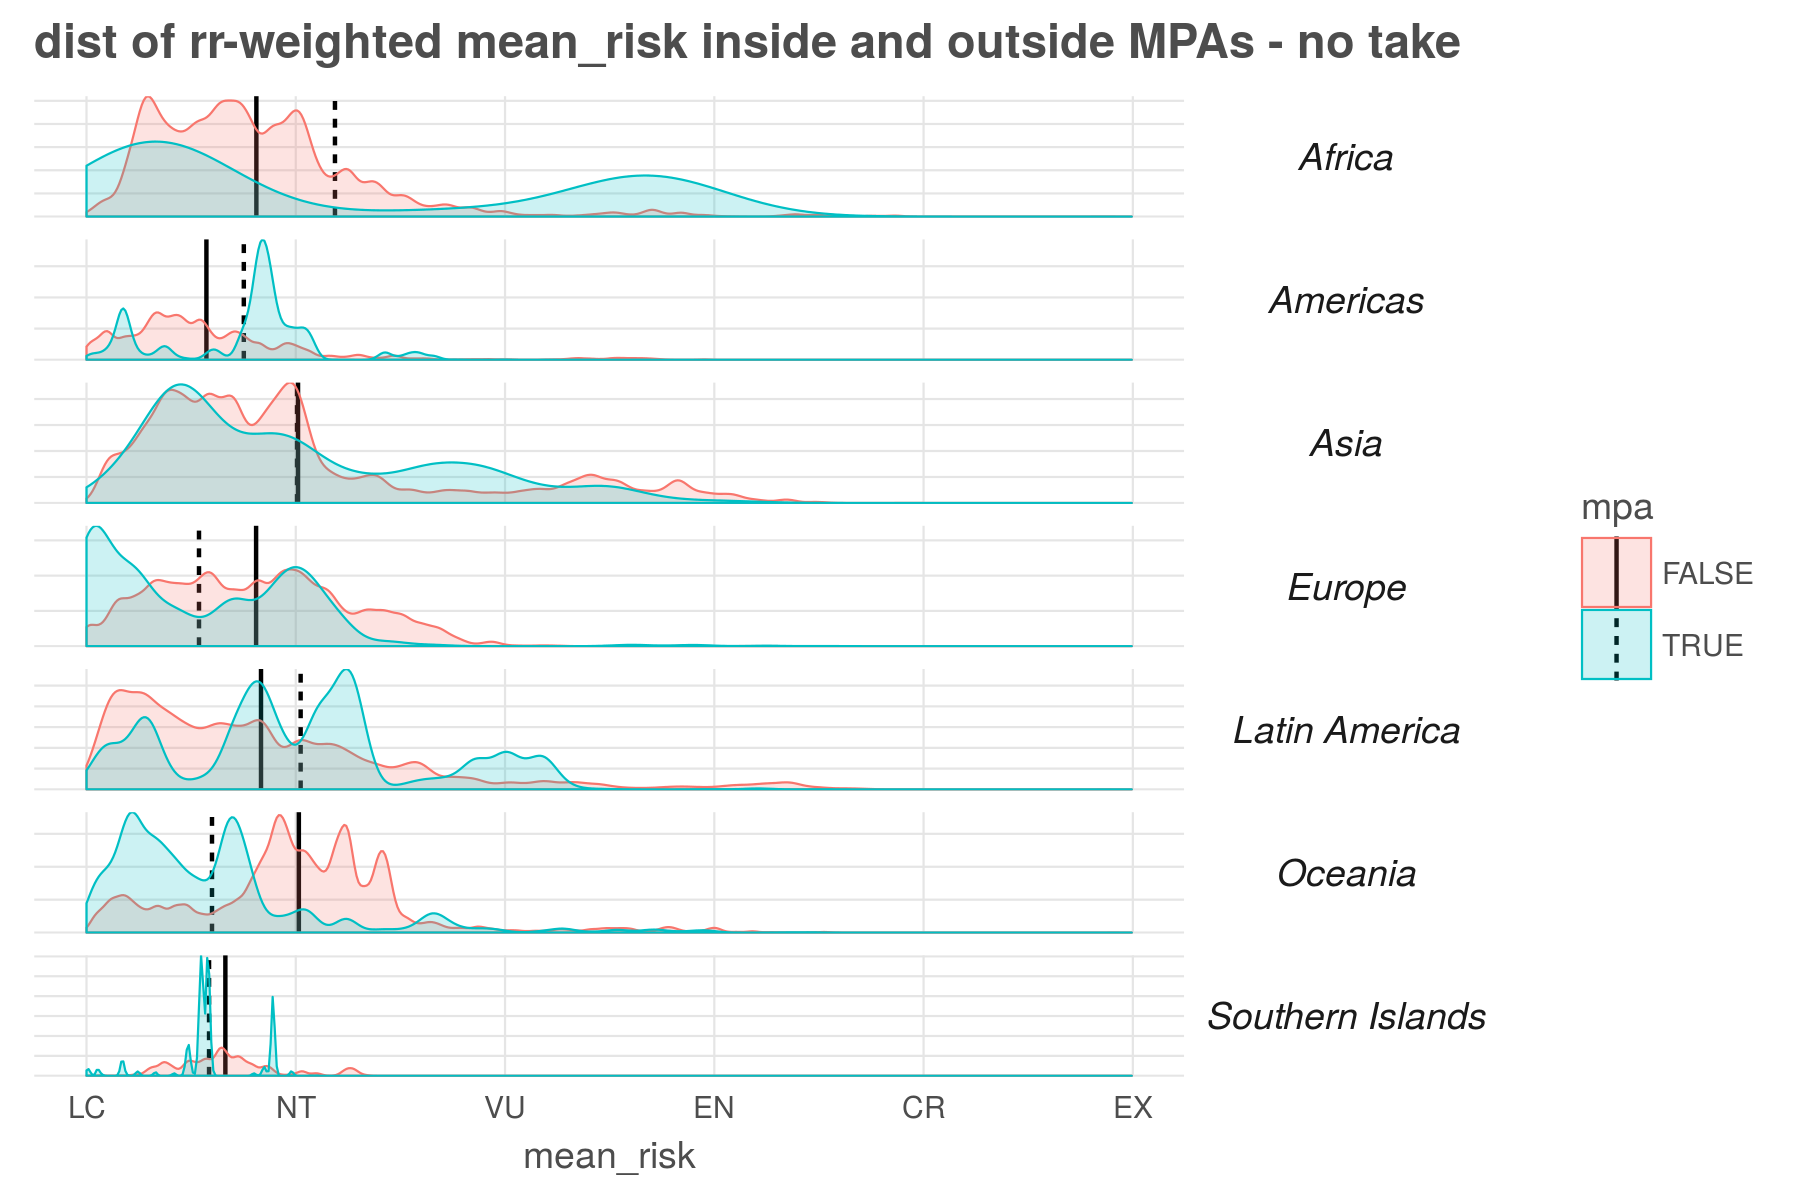 dist of rr-weighted mean_risk inside and outside MPAs - no take
Africa
Americas
Asia
Europe
Latin America
Oceania
Southern Islands
mpa
FALSE
TRUE
LC NT VU EN CR EX
mean_risk